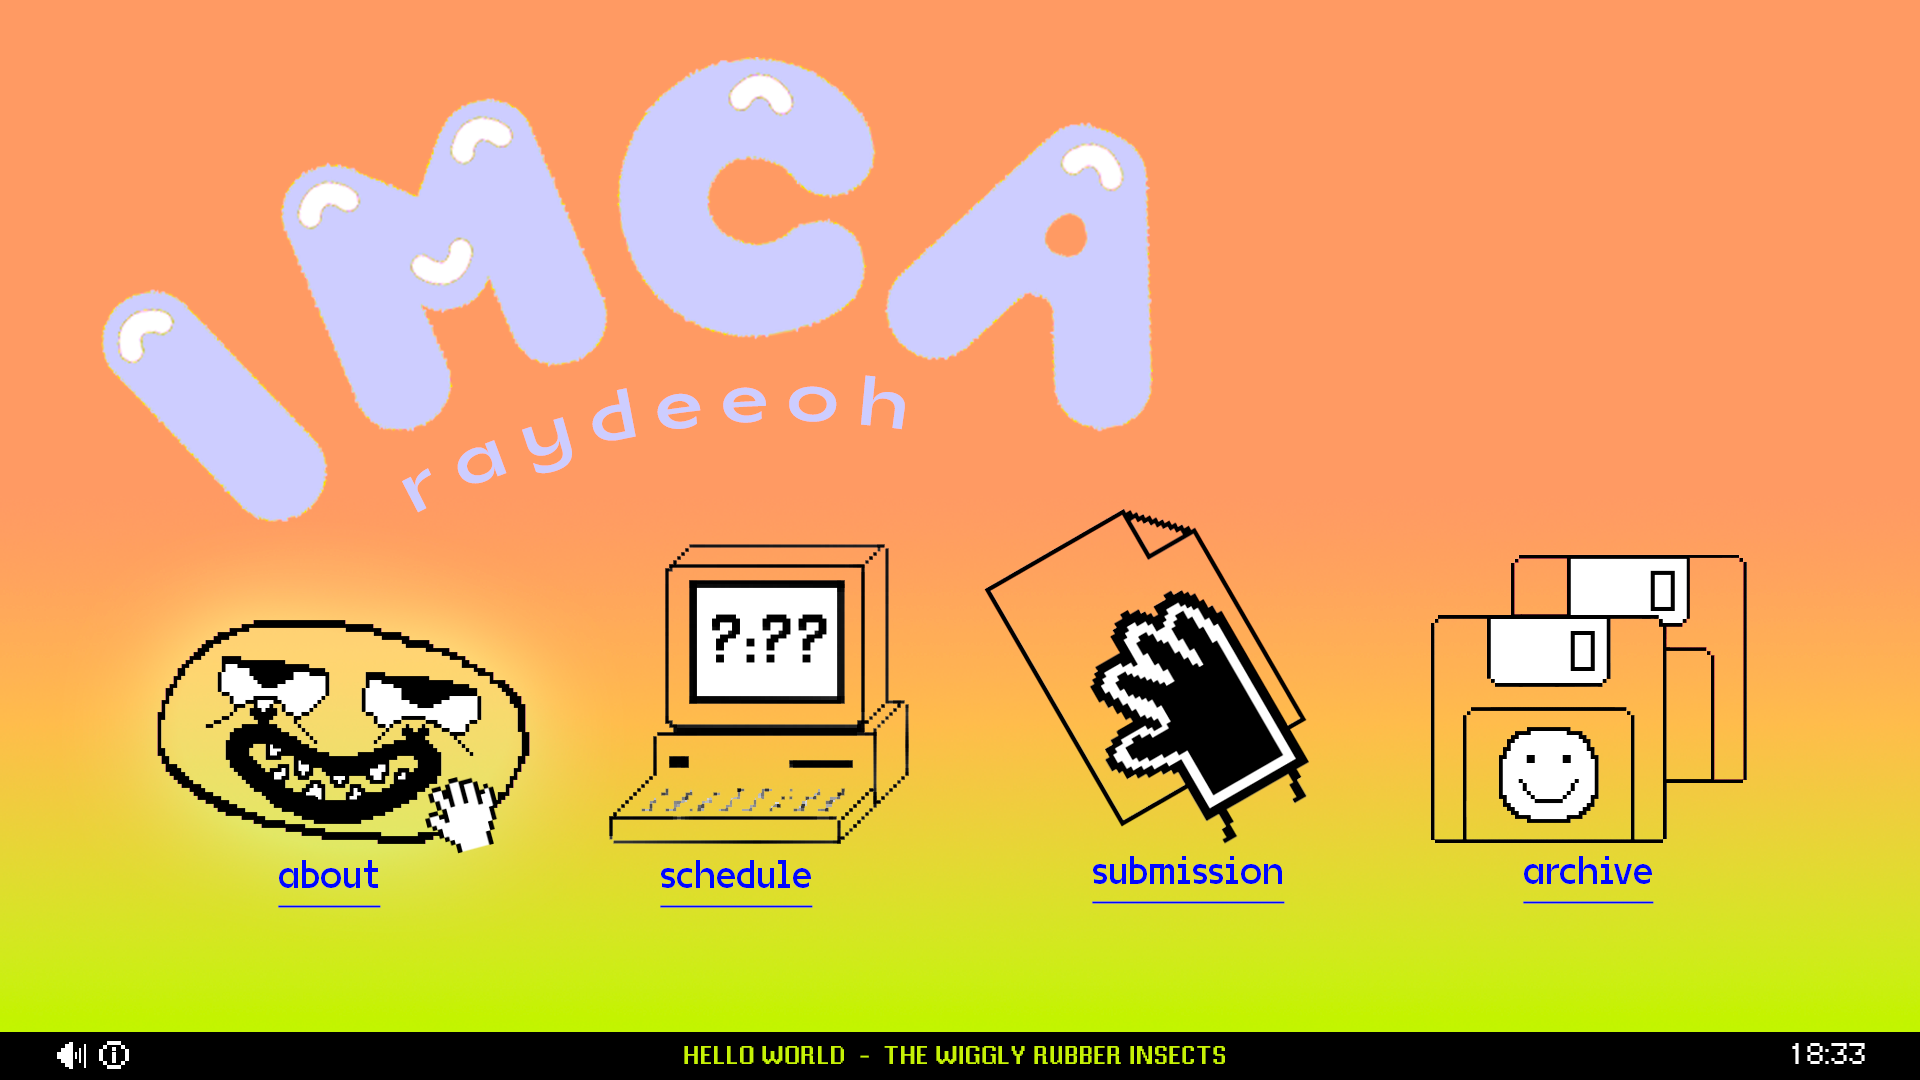 IMCA
raydeeoh
?:??
about
schedule
submission
archive
HELLO WORLD - THE WIGGLY RUBBER INSECTS
18:33